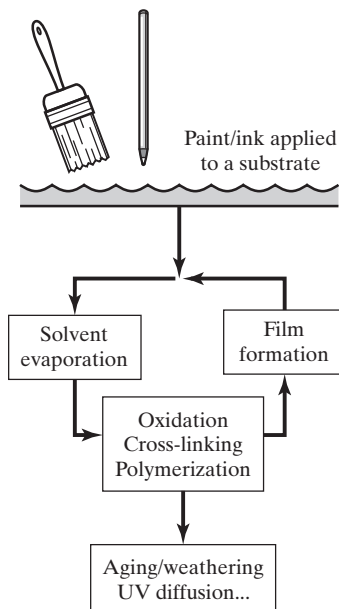 Paint/ink applied
to a substrate
Solvent
evaporation
Film
formation
Oxidation
Cross-linking
Polymerization
Aging/weathering
UV diffusion...